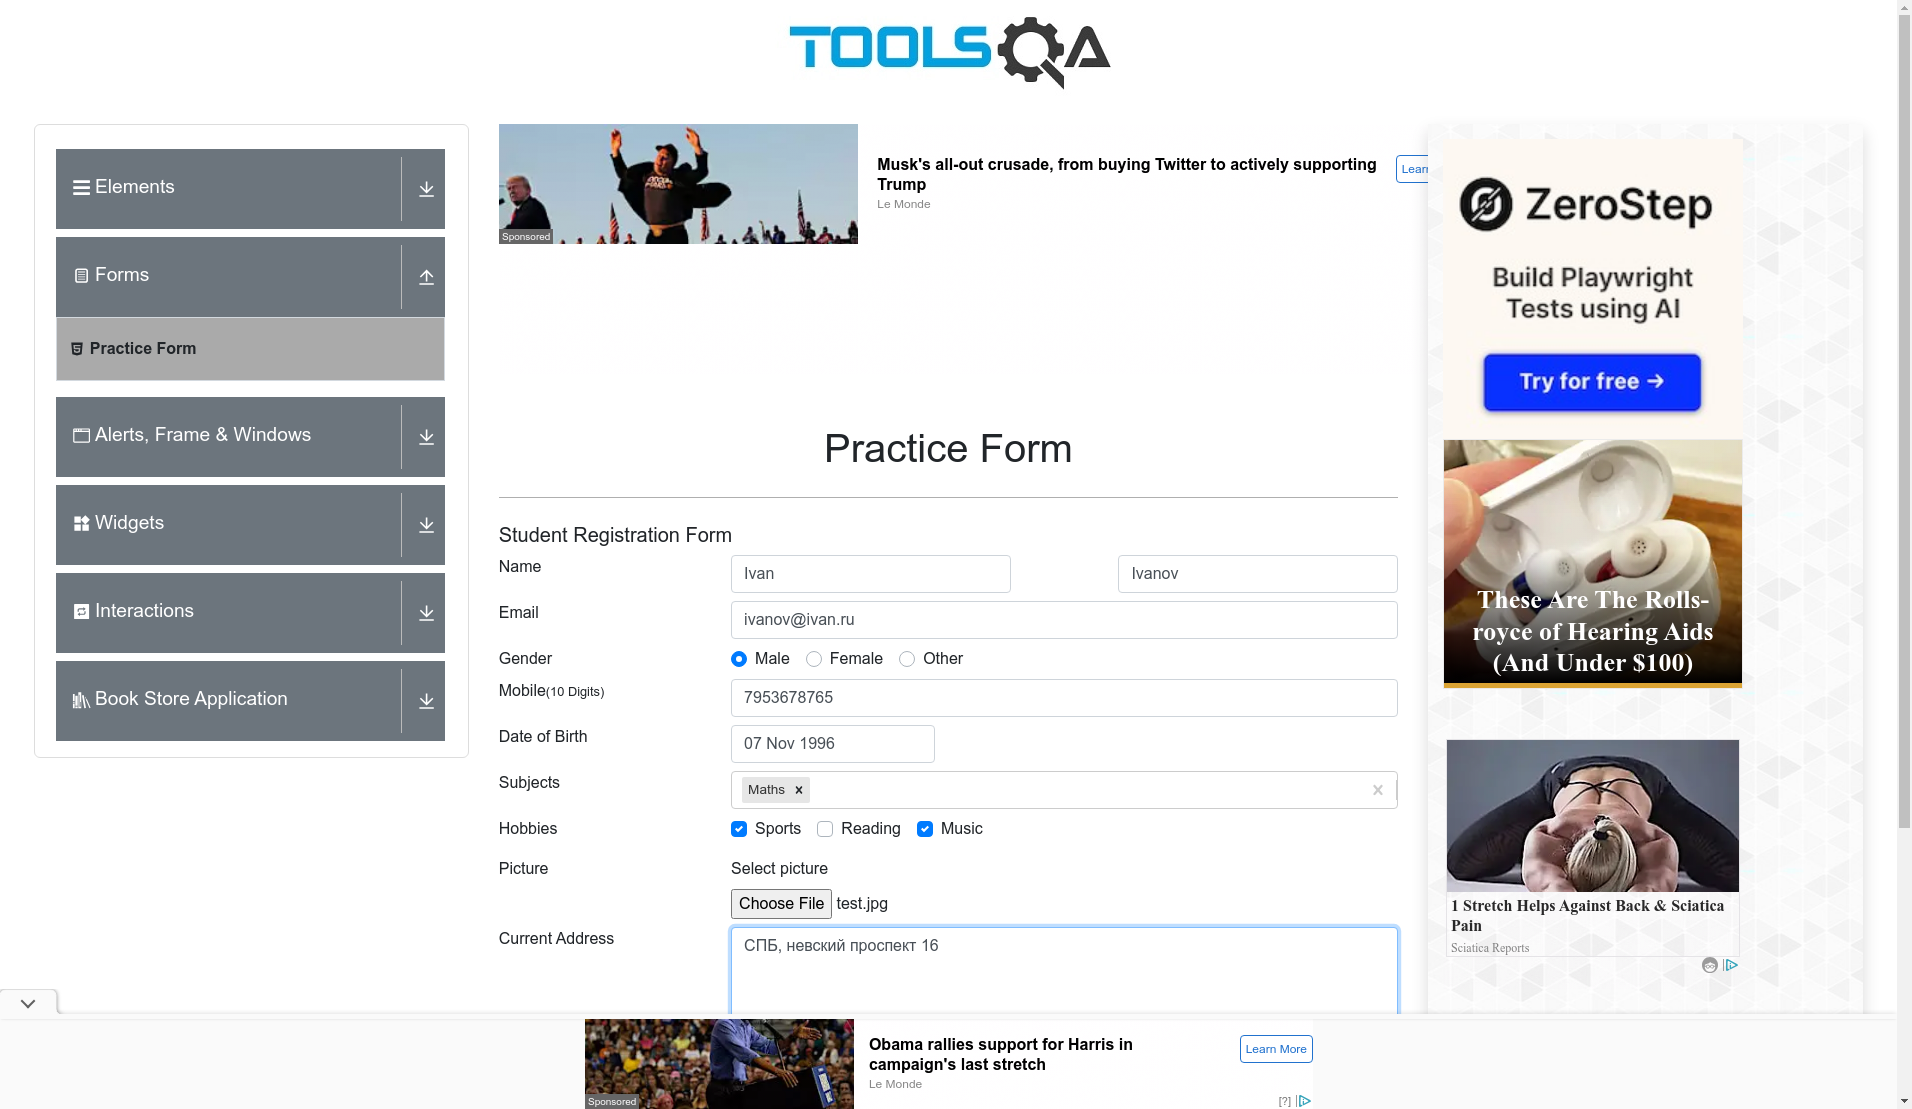 TOOLSQA
Elements
Forms
Practice Form
Alerts, Frame & Windows
Widgets
Interactions
Book Store Application
Musk's all-out crusade, from buying Twitter to actively supporting
Trump
Le Monde
Sponsored
Practice Form
Student Registration Form
Name
Ivan
Ivanov
Email
ivanov@ivan.ru
Gender
Male
Female
Other
Mobile(10 Digits)
7953678765
Date of Birth
07 Nov 1996
Subjects
Maths
Hobbies
Sports
Reading
Music
Picture
Select picture
Choose File test.jpg
Current Address
СПБ, невский проспект 16
ZeroStep
Build Playwright
Tests using AI
Try for free →
These Are The Rolls-
royce of Hearing Aids
(And Under $100)
1 Stretch Helps Against Back & Sciatica
Pain
Sciatica Reports
Obama rallies support for Harris in
campaign's last stretch
Le Monde
Learn More
Sponsored
[?]